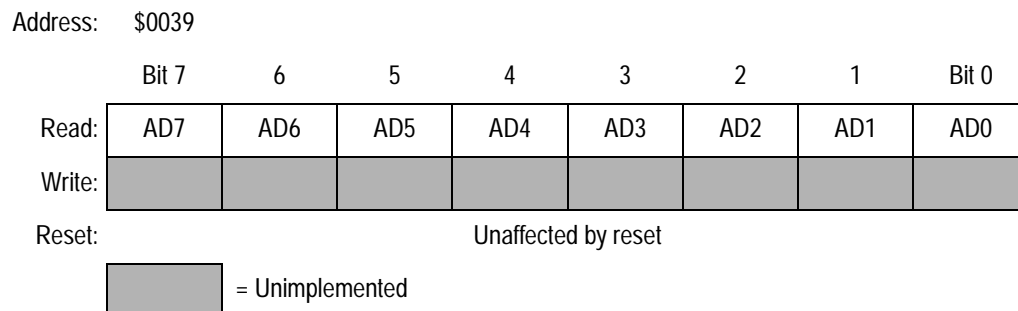 Address: $0039
Bit 7 6 5 4 3 2 1 Bit 0
Read: AD7 AD6 AD5 AD4 AD3 AD2 AD1 AD0
Write:
Reset: Unaffected by reset
= Unimplemented